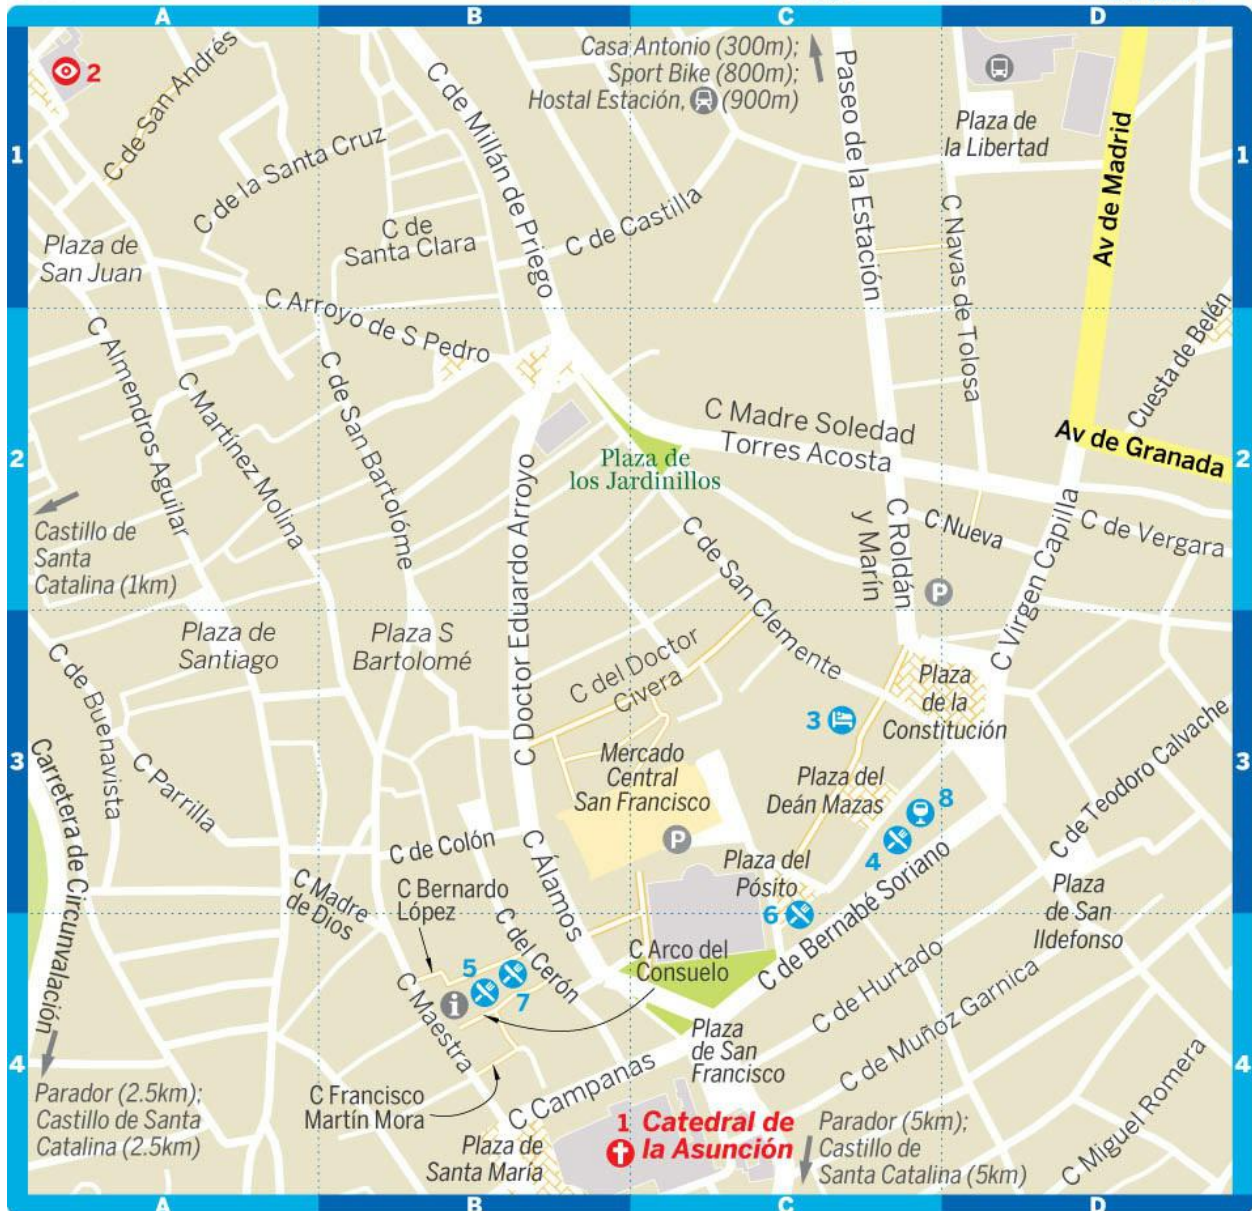 A
B
C
D
1
2
3
4
1
2
3
4
A
B
C
D
2
C de San Andrés
C de la Santa Cruz
Plaza de
San Juan
C de Millán de Priego
C de
Santa Clara
C de Castilla
Casa Antonio (300m);
Sport Bike (800m);
Hostal Estación, (900m)
Paseo de la Estación
Plaza de
la Libertad
C Navas de Tolosa
Av de Madrid
C Arroyo de S Pedro
C Almendros Aguilar
C Martínez Molina
C de San Bartolóme
Cuesta de Belén
Av de Granada
C Madre Soledad
Torres Acosta
Plaza de
los Jardinillos
C Doctor Eduardo Arroyo
C de San Clemente
C Roldán
y Marín
C Nueva
C de Vergara
C Virgen Capilla
P
Castillo de
Santa
Catalina (1km)
Plaza de
Santiago
Plaza S
Bartolomé
C de Buenavista
C Parrilla
C del Doctor
Civera
Plaza
de la
Constitución
3
Mercado
Central
San Francisco
P
Plaza del
Deán Mazas
8
4
C de Teodoro Calvache
Carretera de Circunvalación
C de Colón
C Álamos
Plaza del
Pósito
6
C de Bernabé Soriano
Plaza
de San
Ildefonso
C Madre
de Dios
C Bernardo
López
C del Cerón
C Arco del
Consuelo
5
7
i
C Maestra
C de Hurtado
C de Muñoz Garnica
Plaza
de San
Francisco
C Campanas
C Francisco
Martín Mora
Plaza de
Santa María
1 Catedral de
la Asunción
Parador (2.5km);
Castillo de Santa
Catalina (2.5km)
Parador (5km);
Castillo de
Santa Catalina (5km)
C Miguel Romera